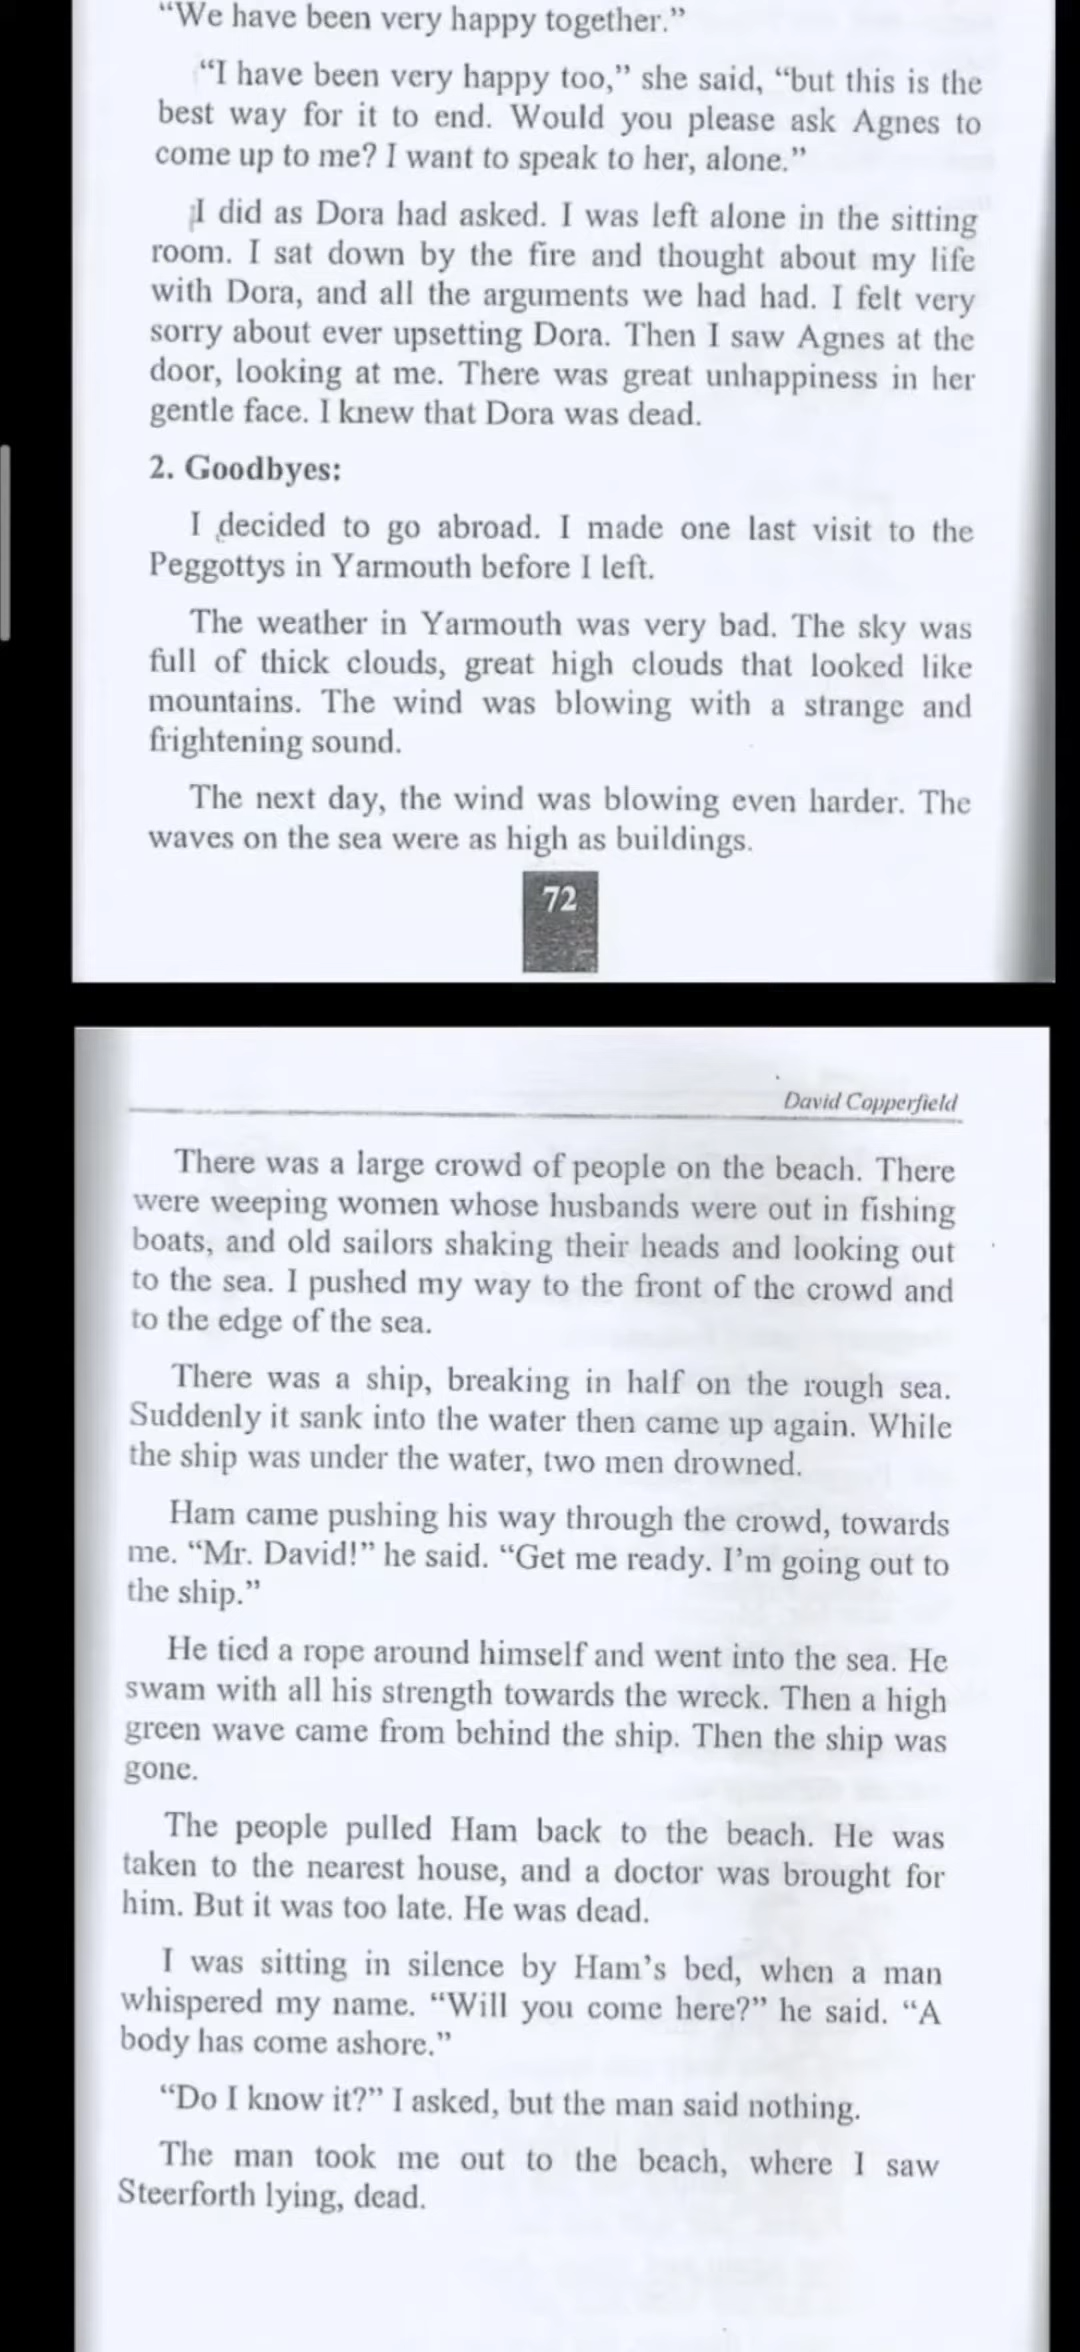 “We have been very happy together.”
“I have been very happy too,” she said, “but this is the
best way for it to end. Would you please ask Agnes to
come up to me? I want to speak to her, alone.”
I did as Dora had asked. I was left alone in the sitting
room. I sat down by the fire and thought about my life
with Dora, and all the arguments we had had. I felt very
sorry about ever upsetting Dora. Then I saw Agnes at the
door, looking at me. There was great unhappiness in her
gentle face. I knew that Dora was dead.
2. Goodbyes:
I decided to go abroad. I made one last visit to the
Peggottys in Yarmouth before I left.
The weather in Yarmouth was very bad. The sky was
full of thick clouds, great high clouds that looked like
mountains. The wind was blowing with a strange and
frightening sound.
The next day, the wind was blowing even harder. The
waves on the sea were as high as buildings.
72
David Copperfield
There was a large crowd of people on the beach. There
were weeping women whose husbands were out in fishing
boats, and old sailors shaking their heads and looking out
to the sea. I pushed my way to the front of the crowd and
to the edge of the sea.
There was a ship, breaking in half on the rough sea.
Suddenly it sank into the water then came up again. While
the ship was under the water, two men drowned.
Ham came pushing his way through the crowd, towards
me. “Mr. David!” he said. “Get me ready. I’m going out to
the ship.”
He tied a rope around himself and went into the sea. He
swam with all his strength towards the wreck. Then a high
green wave came from behind the ship. Then the ship was
gone.
The people pulled Ham back to the beach. He was
taken to the nearest house, and a doctor was brought for
him. But it was too late. He was dead.
I was sitting in silence by Ham’s bed, when a man
whispered my name. “Will you come here?” he said. “A
body has come ashore.”
“Do I know it?” I asked, but the man said nothing.
The man took me out to the beach, where I saw
Steerforth lying, dead.